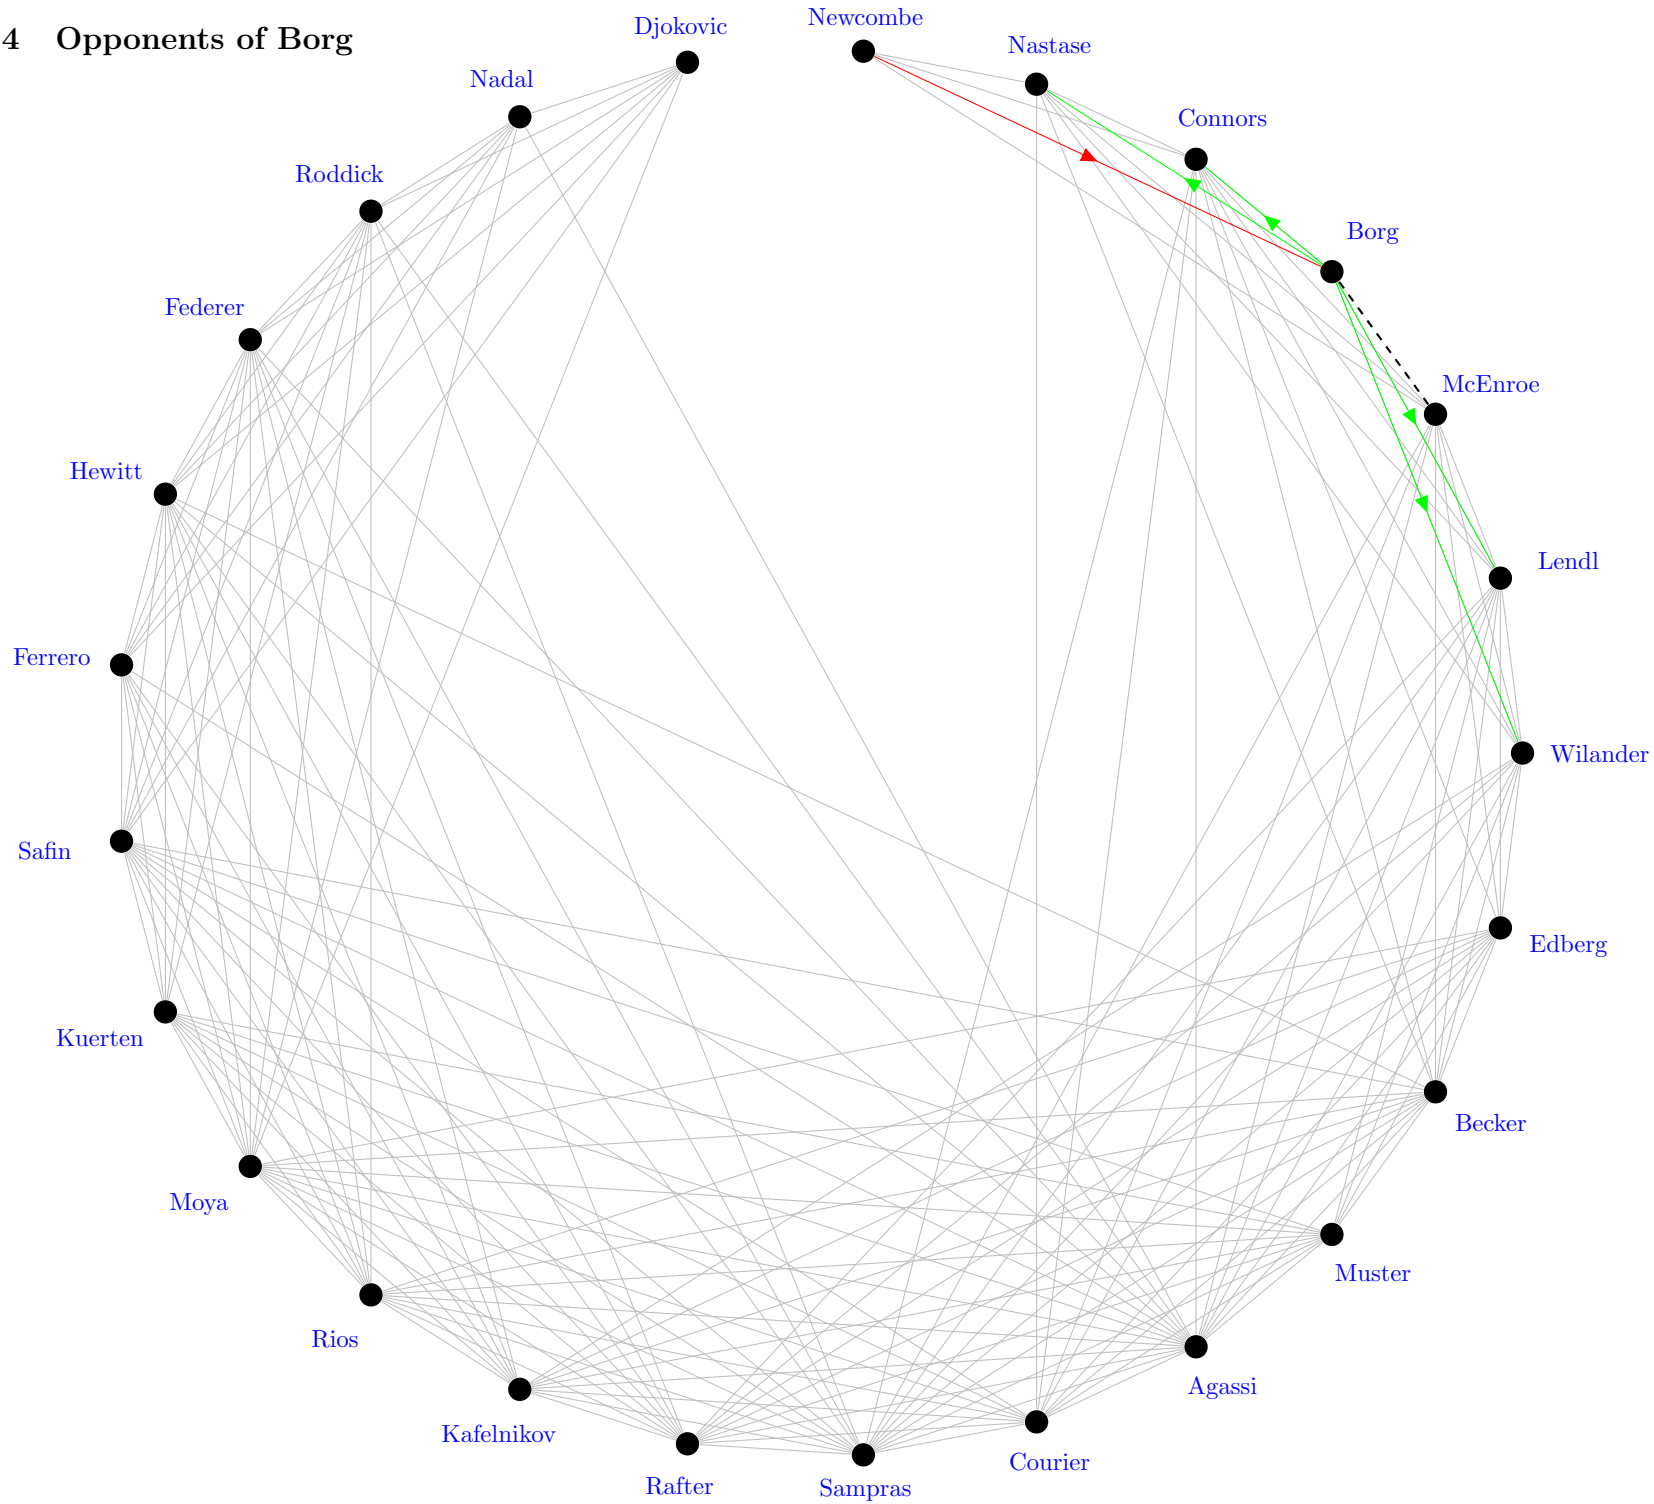 4 Opponents of Borg
Newcombe
Djokovic
Nastase
Nadal
Connors
Roddick
Borg
Federer
McEnroe
Hewitt
Lendl
Ferrero
Wilander
Safin
Edberg
Kuerten
Becker
Moya
Muster
Rios
Agassi
Kafelnikov
Courier
Rafter
Sampras